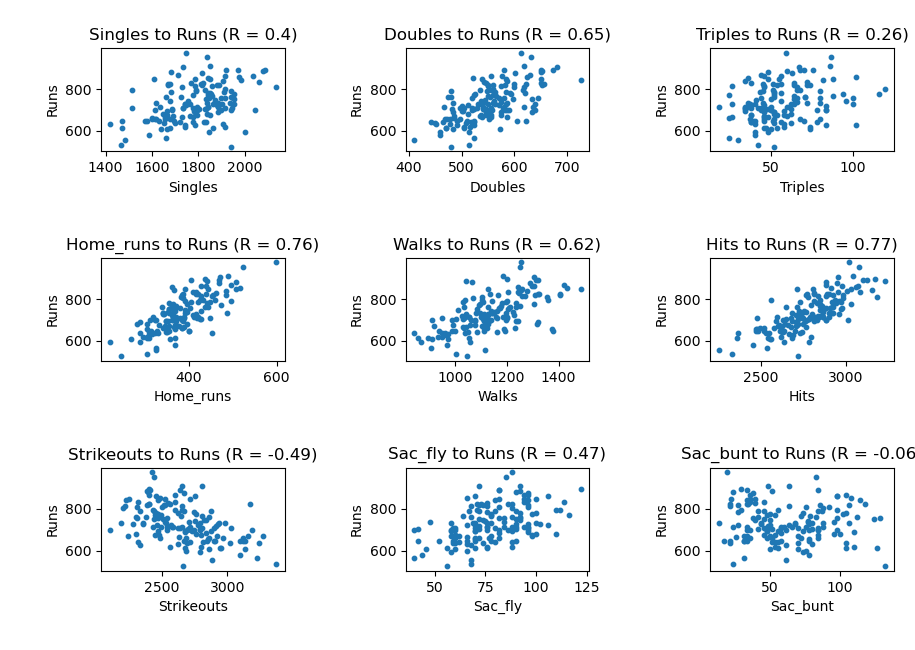 Singles to Runs (R = 0.4)
Doubles to Runs (R = 0.65)
Triples to Runs (R = 0.26)
Runs
800
600
1400 1600 1800 2000
Singles
Runs
800
600
400 500 600 700
Doubles
Runs
800
600
50 100
Triples
Home_runs to Runs (R = 0.76)
Walks to Runs (R = 0.62)
Hits to Runs (R = 0.77)
Runs
800
600
400 600
Home_runs
Runs
800
600
1000 1200 1400
Walks
Runs
800
600
2500 3000
Hits
Strikeouts to Runs (R = -0.49)
Sac_fly to Runs (R = 0.47)
Sac_bunt to Runs (R = -0.06
Runs
800
600
2500 3000
Strikeouts
Runs
800
600
50 75 100 125
Sac_fly
Runs
800
600
50 100
Sac_bunt